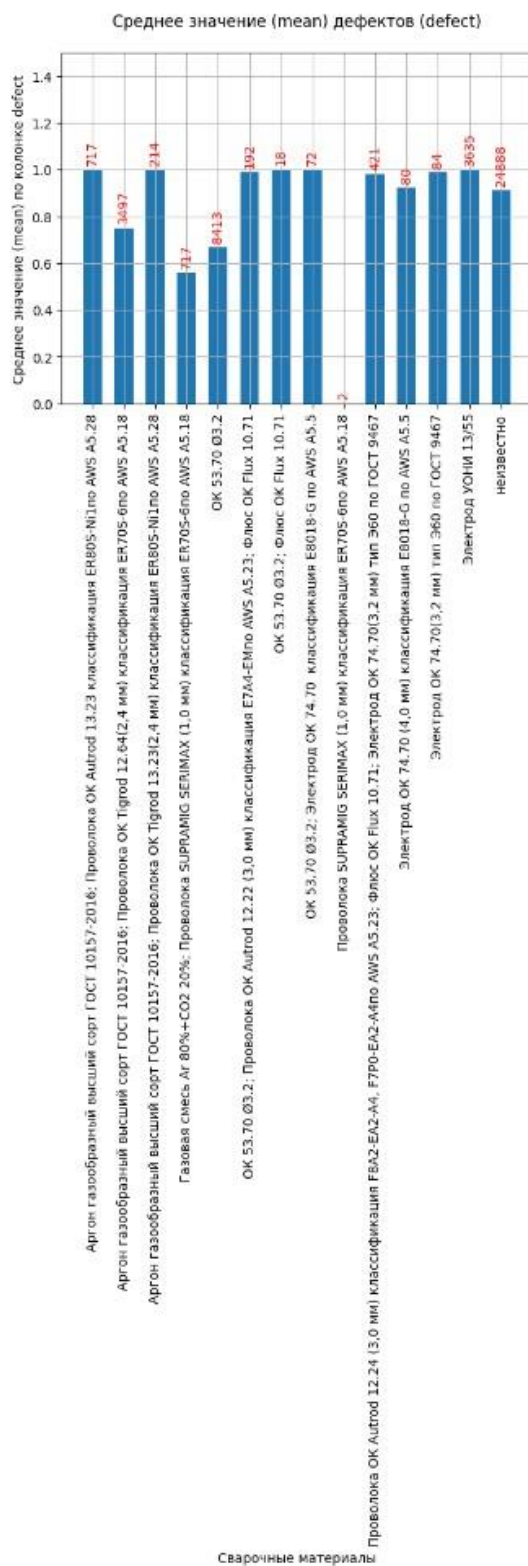 Среднее значение (mean) дефектов (defect)
Среднее значение (mean) по колонке defect
1.4
1.2
1.0
0.8
0.6
0.4
0.2
0.0
717
3497
214
717
8413
192
18
72
2
421
80
84
3635
24888
Аргон газообразный высший сорт ГОСТ 10157-2016; Проволока OK Autrod 13.23 классификация ER80S-Ni1по AWS A5.28
Аргон газообразный высший сорт ГОСТ 10157-2016; Проволока OK Tigrod 12.64(2,4 мм) классификация ER70S-6по AWS A5.18
Аргон газообразный высший сорт ГОСТ 10157-2016; Проволока OK Tigrod 13.23(2,4 мм) классификация ER80S-Ni1по AWS A5.28
Газовая смесь Ar 80%+CO2 20%; Проволока SUPRAMIG SERIMAX (1,0 мм) классификация ER70S-6по AWS A5.18
OK 53.70 Ø3.2
OK 53.70 Ø3.2; Проволока OK Autrod 12.22 (3,0 мм) классификация E7A4-EMпо AWS A5.23; Флюс OK Flux 10.71
OK 53.70 Ø3.2; Флюс OK Flux 10.71
OK 53.70 Ø3.2; Электрод OK 74.70 классификация E8018-G по AWS A5.5
Проволока SUPRAMIG SERIMAX (1,0 мм) классификация ER70S-6по AWS A5.18
Проволока OK Autrod 12.24 (3,0 мм) классификация F8A2-EA2-A4, F7P0-EA2-A4по AWS A5.23; Флюс OK Flux 10.71; Электрод OK 74.70(3,2 мм) тип Э60 по ГОСТ 9467
Электрод OK 74.70 (4,0 мм) классификация E8018-G по AWS A5.5
Электрод OK 74.70(3,2 мм) тип Э60 по ГОСТ 9467
Электрод УОНИ 13/55
неизвестно
Сварочные материалы